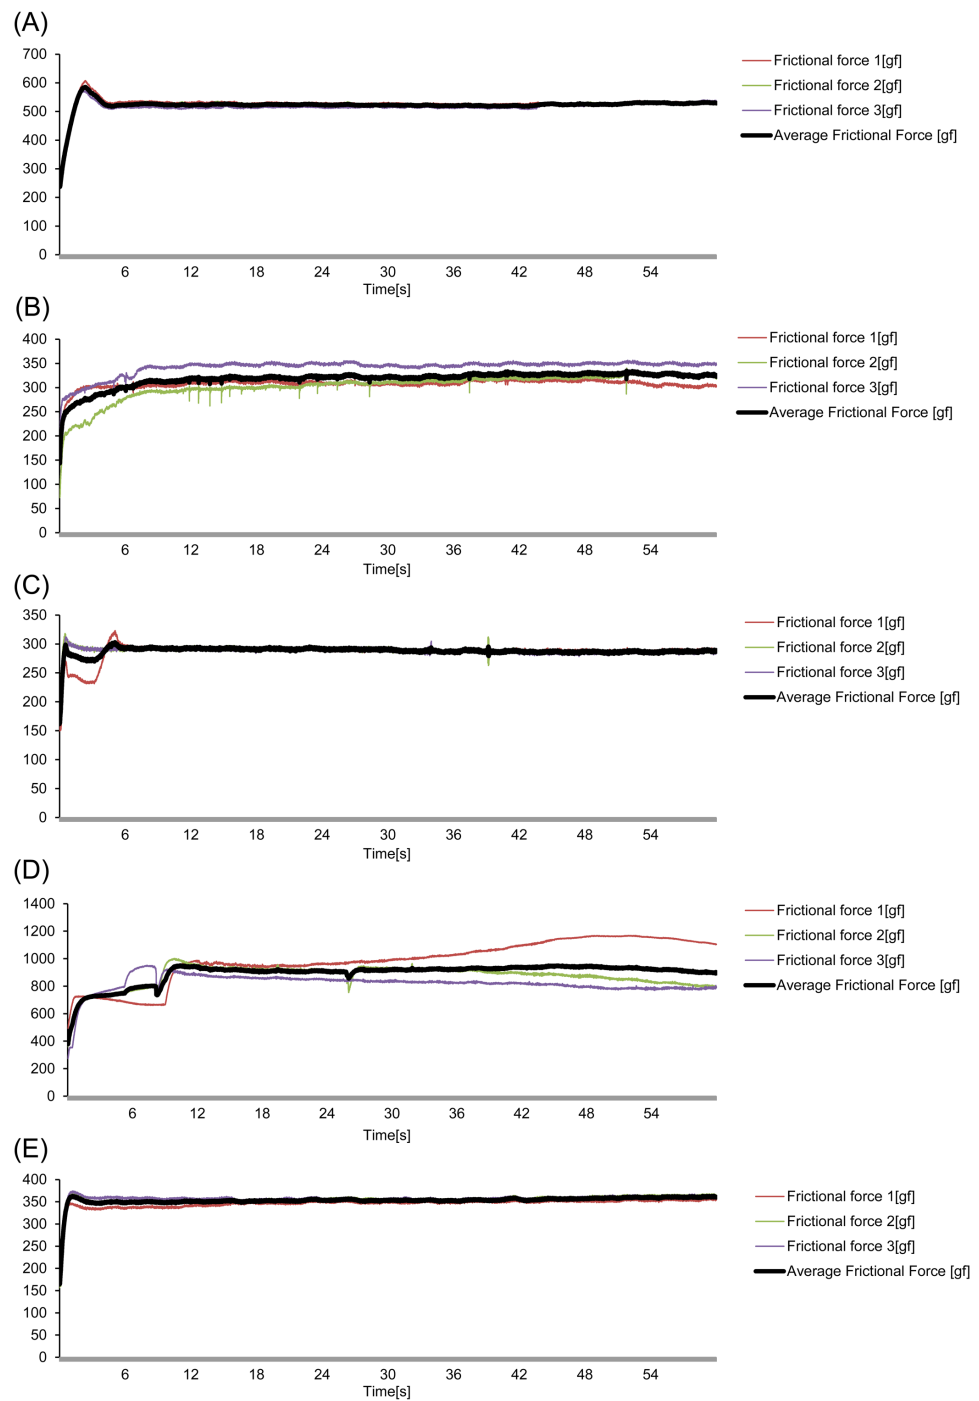 (A)
700
600
500
400
300
200
100
0
6 12 18 24 30 36 42 48 54
Time[s]
Frictional force 1[gf]
Frictional force 2[gf]
Frictional force 3[gf]
Average Frictional Force [gf]
(B)
400
350
300
250
200
150
100
50
0
6 12 18 24 30 36 42 48 54
Time[s]
Frictional force 1[gf]
Frictional force 2[gf]
Frictional force 3[gf]
Average Frictional Force [gf]
(C)
350
300
250
200
150
100
50
0
6 12 18 24 30 36 42 48 54
Time[s]
Frictional force 1[gf]
Frictional force 2[gf]
Frictional force 3[gf]
Average Frictional Force [gf]
(D)
1400
1200
1000
800
600
400
200
0
6 12 18 24 30 36 42 48 54
Time[s]
Frictional force 1[gf]
Frictional force 2[gf]
Frictional force 3[gf]
Average Frictional Force [gf]
(E)
400
350
300
250
200
150
100
50
0
6 12 18 24 30 36 42 48 54
Time[s]
Frictional force 1[gf]
Frictional force 2[gf]
Frictional force 3[gf]
Average Frictional Force [gf]